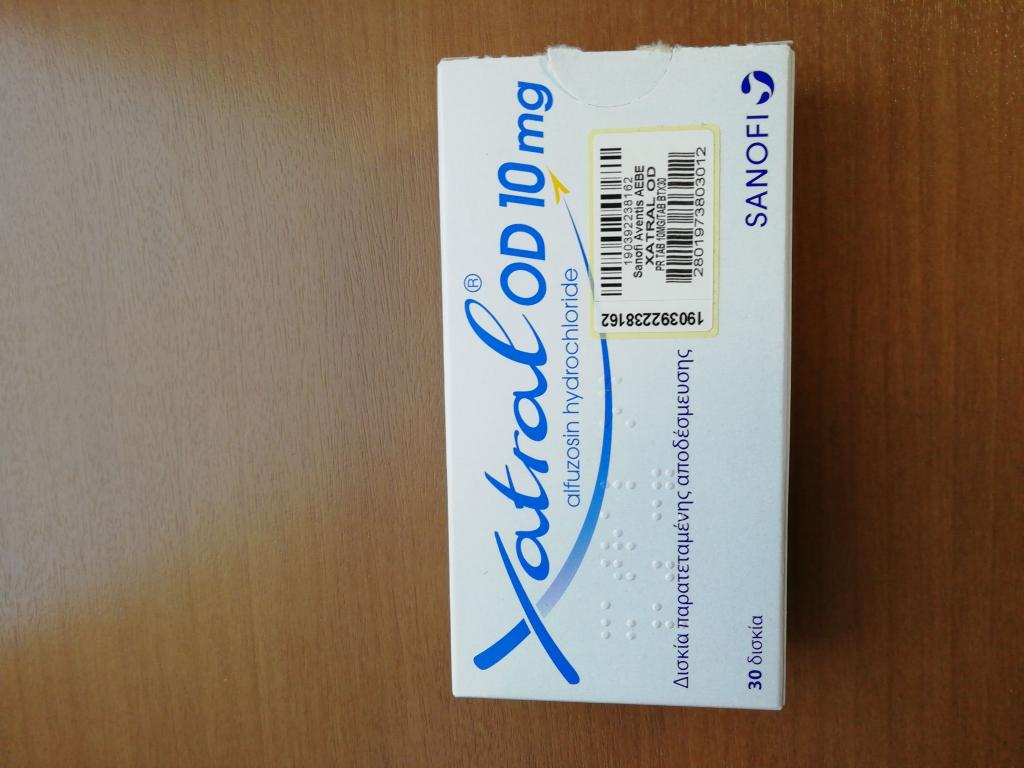 Xatral® OD 10 mg
alfuzosin hydrochloride
190392238162
Sanofi Aventis AEBE
XATRAL OD
PR TAB 10MG/TAB BTX30
2801973803012
190392238162
Δισκία παρατεταμένης αποδέσμευσης
30 δισκία
SANOFI